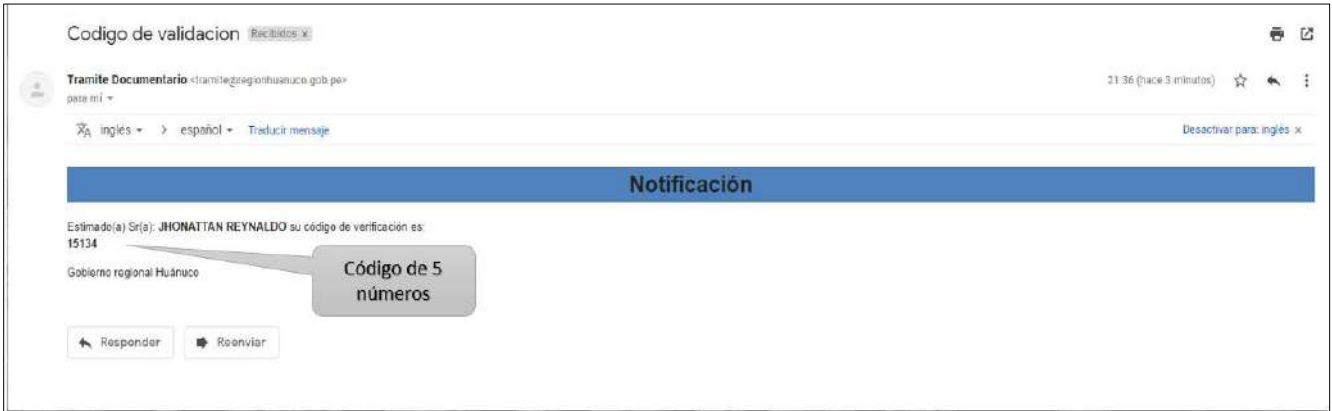 Codigo de validacion Recibidos x
Tramite Documentario <tramite@regionhuanuco.gob.pe>
21:36 (hace 3 minutos)
para mí
inglés > español Traducir mensaje
Desactivar para: inglés x
Notificación
Estimado(a) Sr(a): JHONATTAN REYNALDO su código de verificación es:
15134
Gobierno regional Huánuco
Código de 5
números
Responder Reenviar